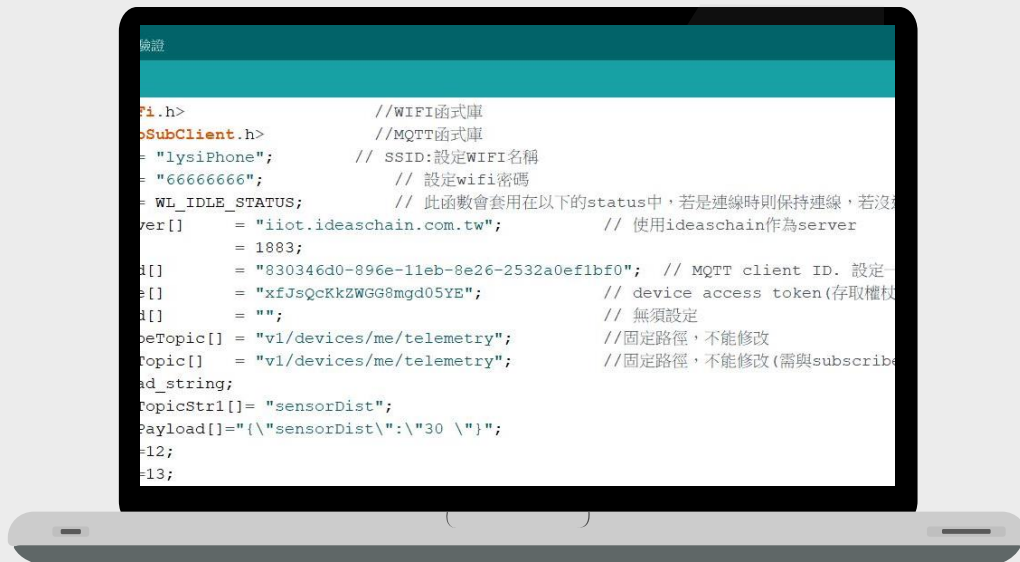 驗證
Fi.h> //WIFI函式庫
bSubClient.h> //MQTT函式庫
= "lysiPhone"; // SSID:設定WIFI名稱
= "66666666"; // 設定wifi密碼
= WL_IDLE_STATUS; // 此函數會套用在以下的status中，若是連線時則保持連線，若沒
ver[] = "iiot.ideaschain.com.tw"; // 使用ideaschain作為server
= 1883;
d[] = "830346d0-896e-11eb-8e26-2532a0ef1bf0"; // MQTT client ID. 設定一
e[] = "xfJsQcKkZWGG8mgd05YE"; // device access token(存取權杖
d[] = ""; // 無須設定
beTopic[] = "v1/devices/me/telemetry"; //固定路徑，不能修改
Topic[] = "v1/devices/me/telemetry"; //固定路徑，不能修改(需與subscribe
ad_string;
TopicStr1[]= "sensorDist";
Payload[]="{\"sensorDist\":\"30 \"}";
=12;
=13;